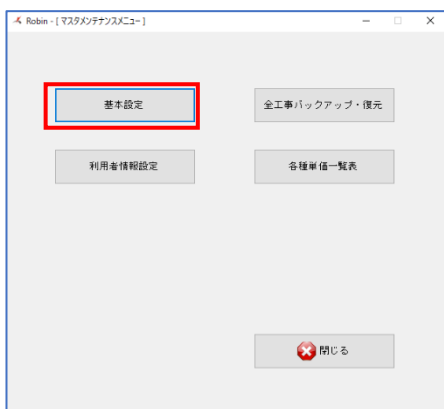 Robin - [ マスタメンテナンスメニュー ]
基本設定
全工事バックアップ・復元
利用者情報設定
各種単価一覧表
閉じる